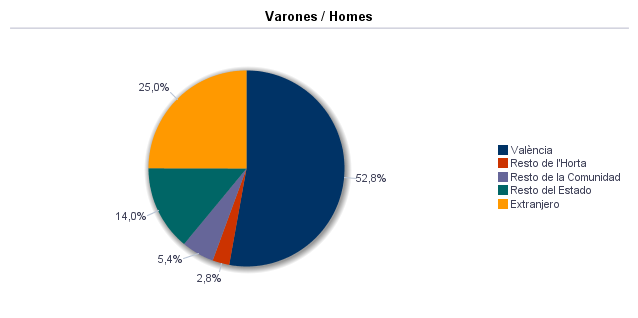 Varones / Homes
25,0%
52,8%
14,0%
5,4%
2,8%
València
Resto de l'Horta
Resto de la Comunidad
Resto del Estado
Extranjero